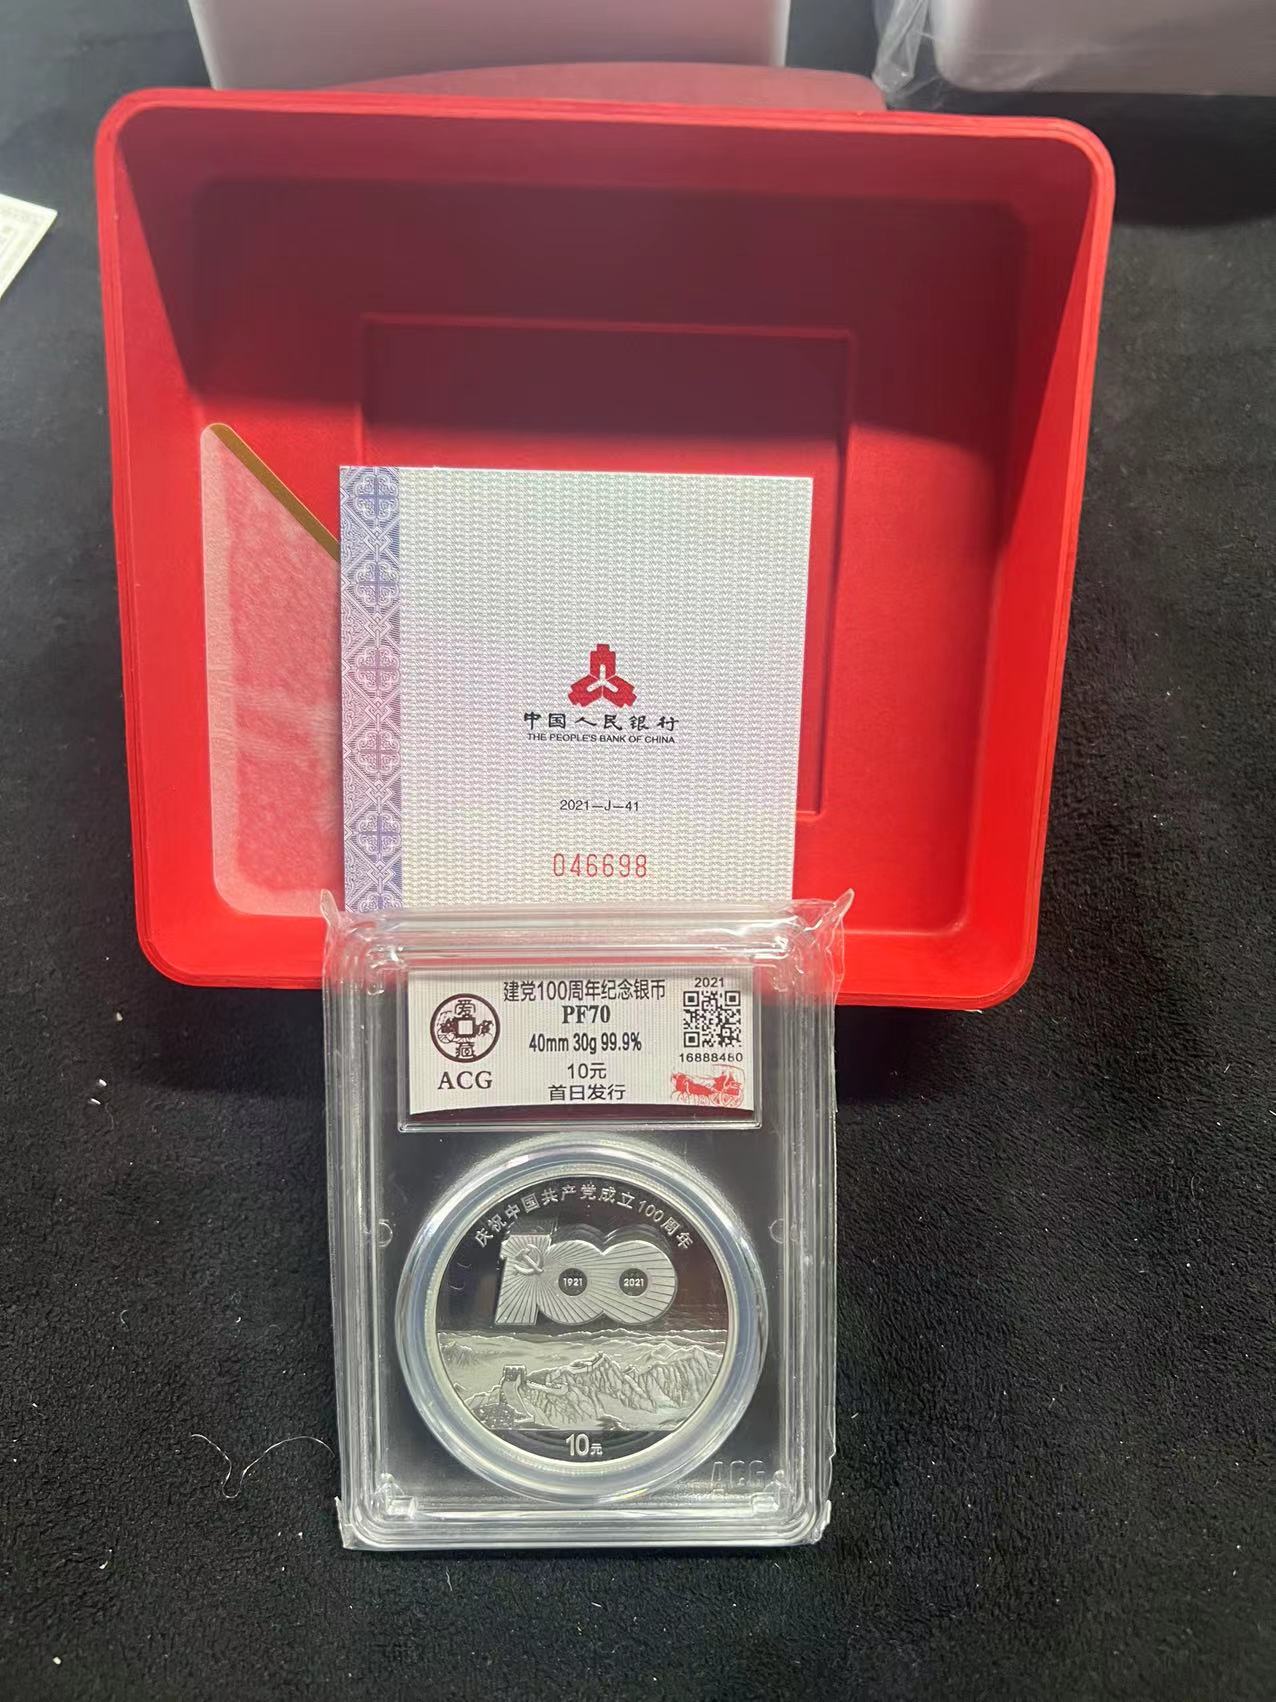 中国人民银行
THE PEOPLE'S BANK OF CHINA
2021—J—41
046698
爱藏
ACG
建党100周年纪念银币
PF70
40mm 30g 99.9%
10元
首日发行
2021
16888480
庆祝中国共产党成立100周年
100
1921
2021
10元
ACG